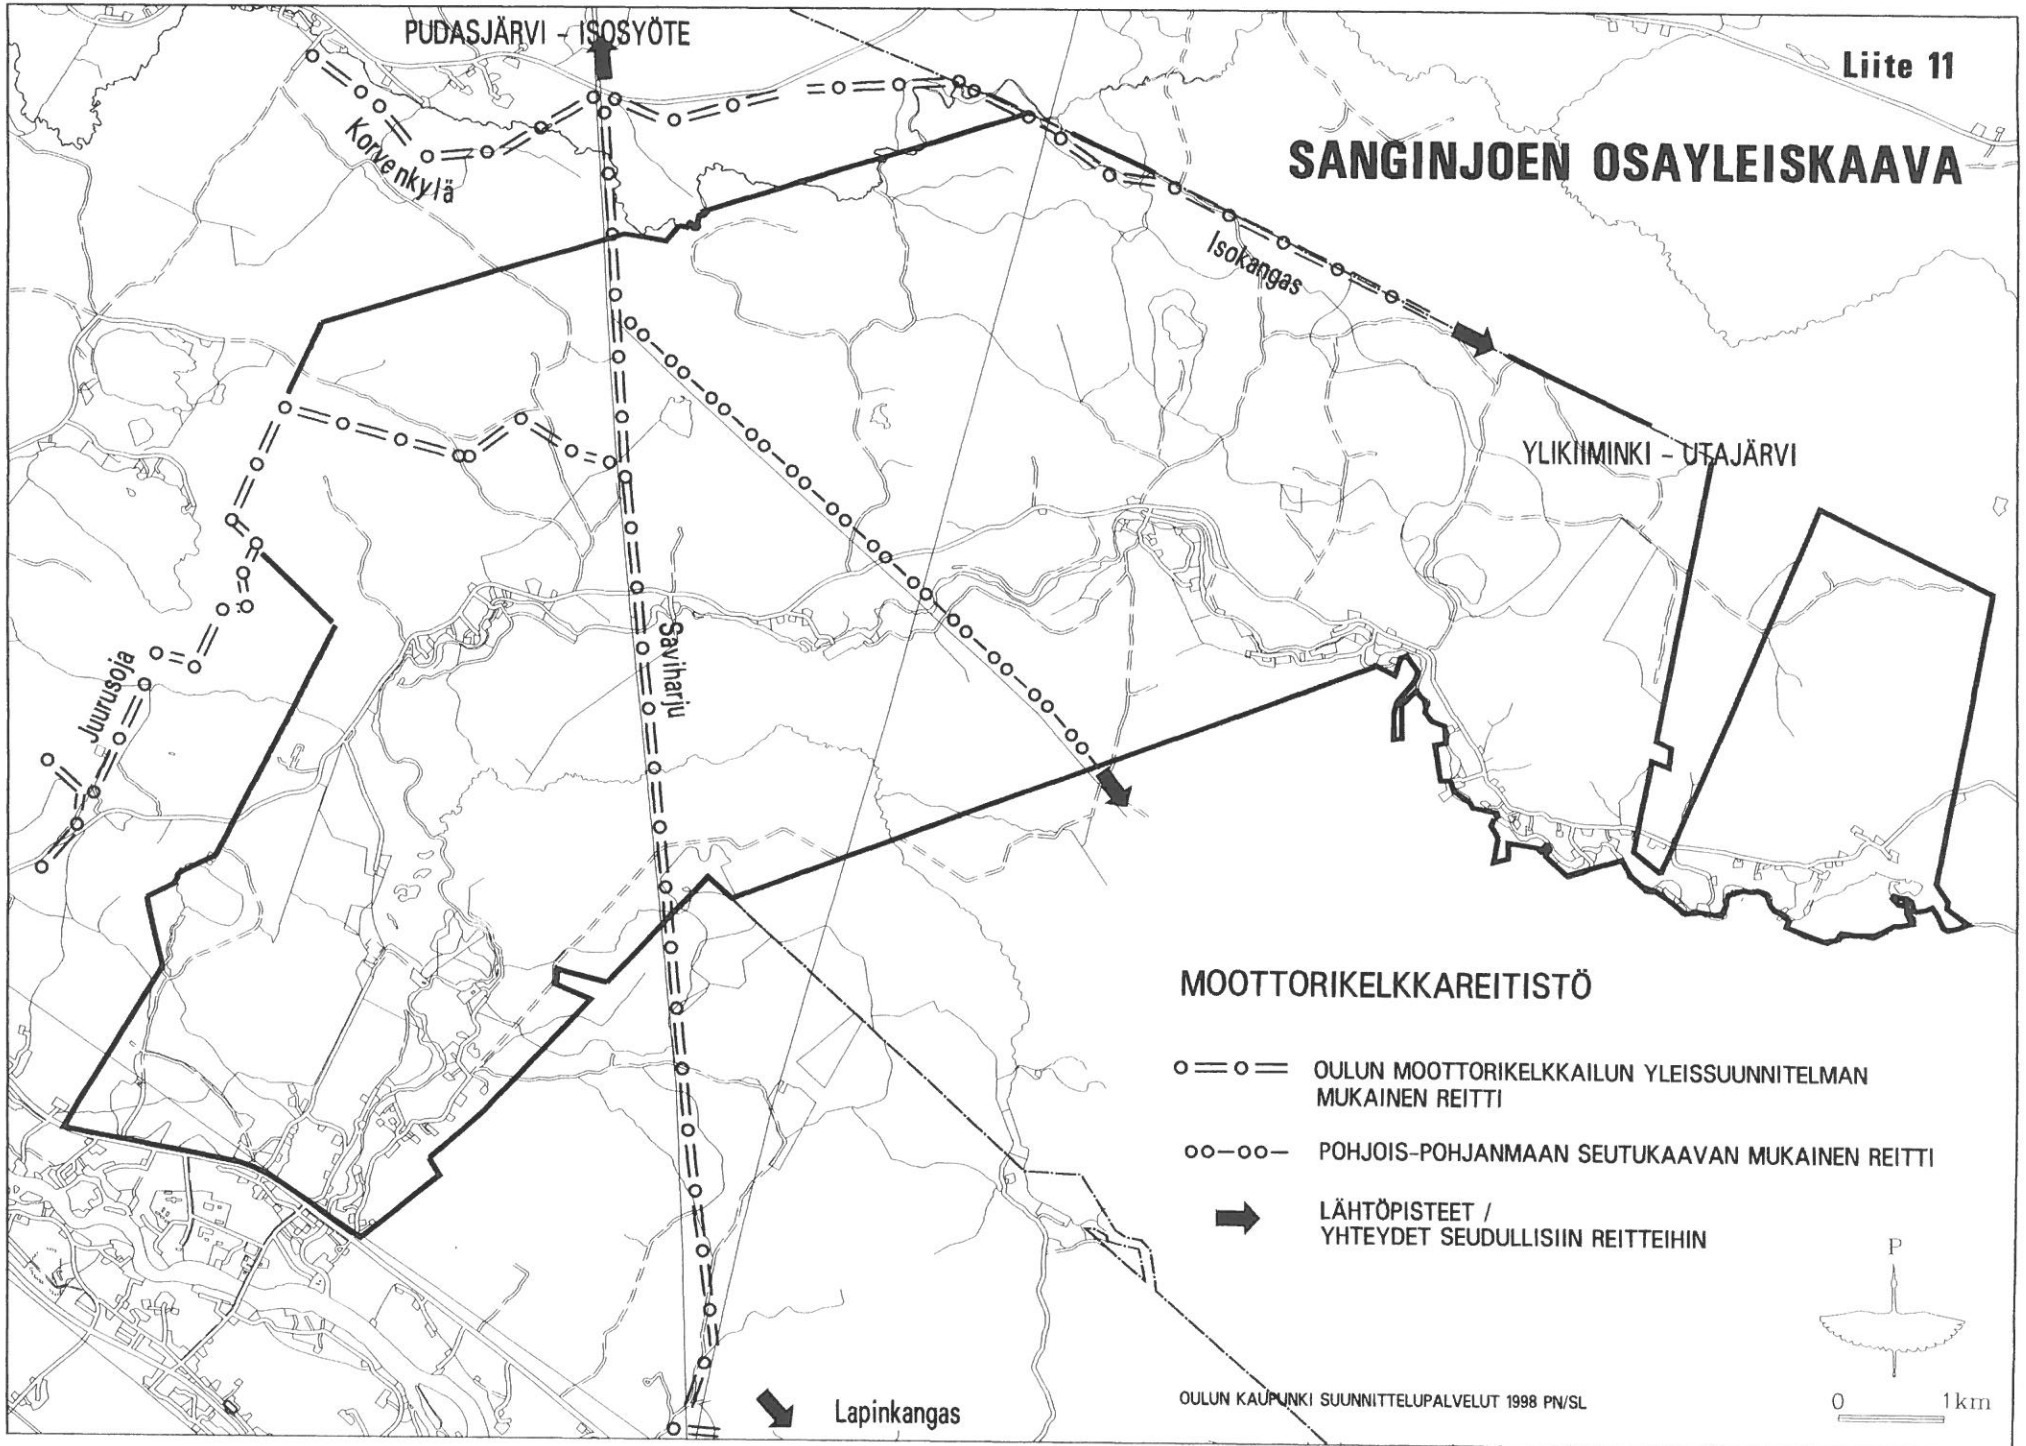 PUDASJÄRVI - ISOSYÖTE
Liite 11
SANGINJOEN OSAYLEISKAAVA
Korvenkylä
Isokangas
YLIKIIMINKI - UTAJÄRVI
Saviharju
Juurusoja
MOOTTORIKELKKAREITISTÖ
OULUN MOOTTORIKELKKAILUN YLEISSUUNNITELMAN
MUKAINEN REITTI
POHJOIS-POHJANMAAN SEUTUKAAVAN MUKAINEN REITTI
LÄHTÖPISTEET /
YHTEYDET SEUDULLISIIN REITTEIHIN
P
Lapinkangas
OULUN KAUPUNKI SUUNNITTELUPALVELUT 1998 PN/SL
0 1km